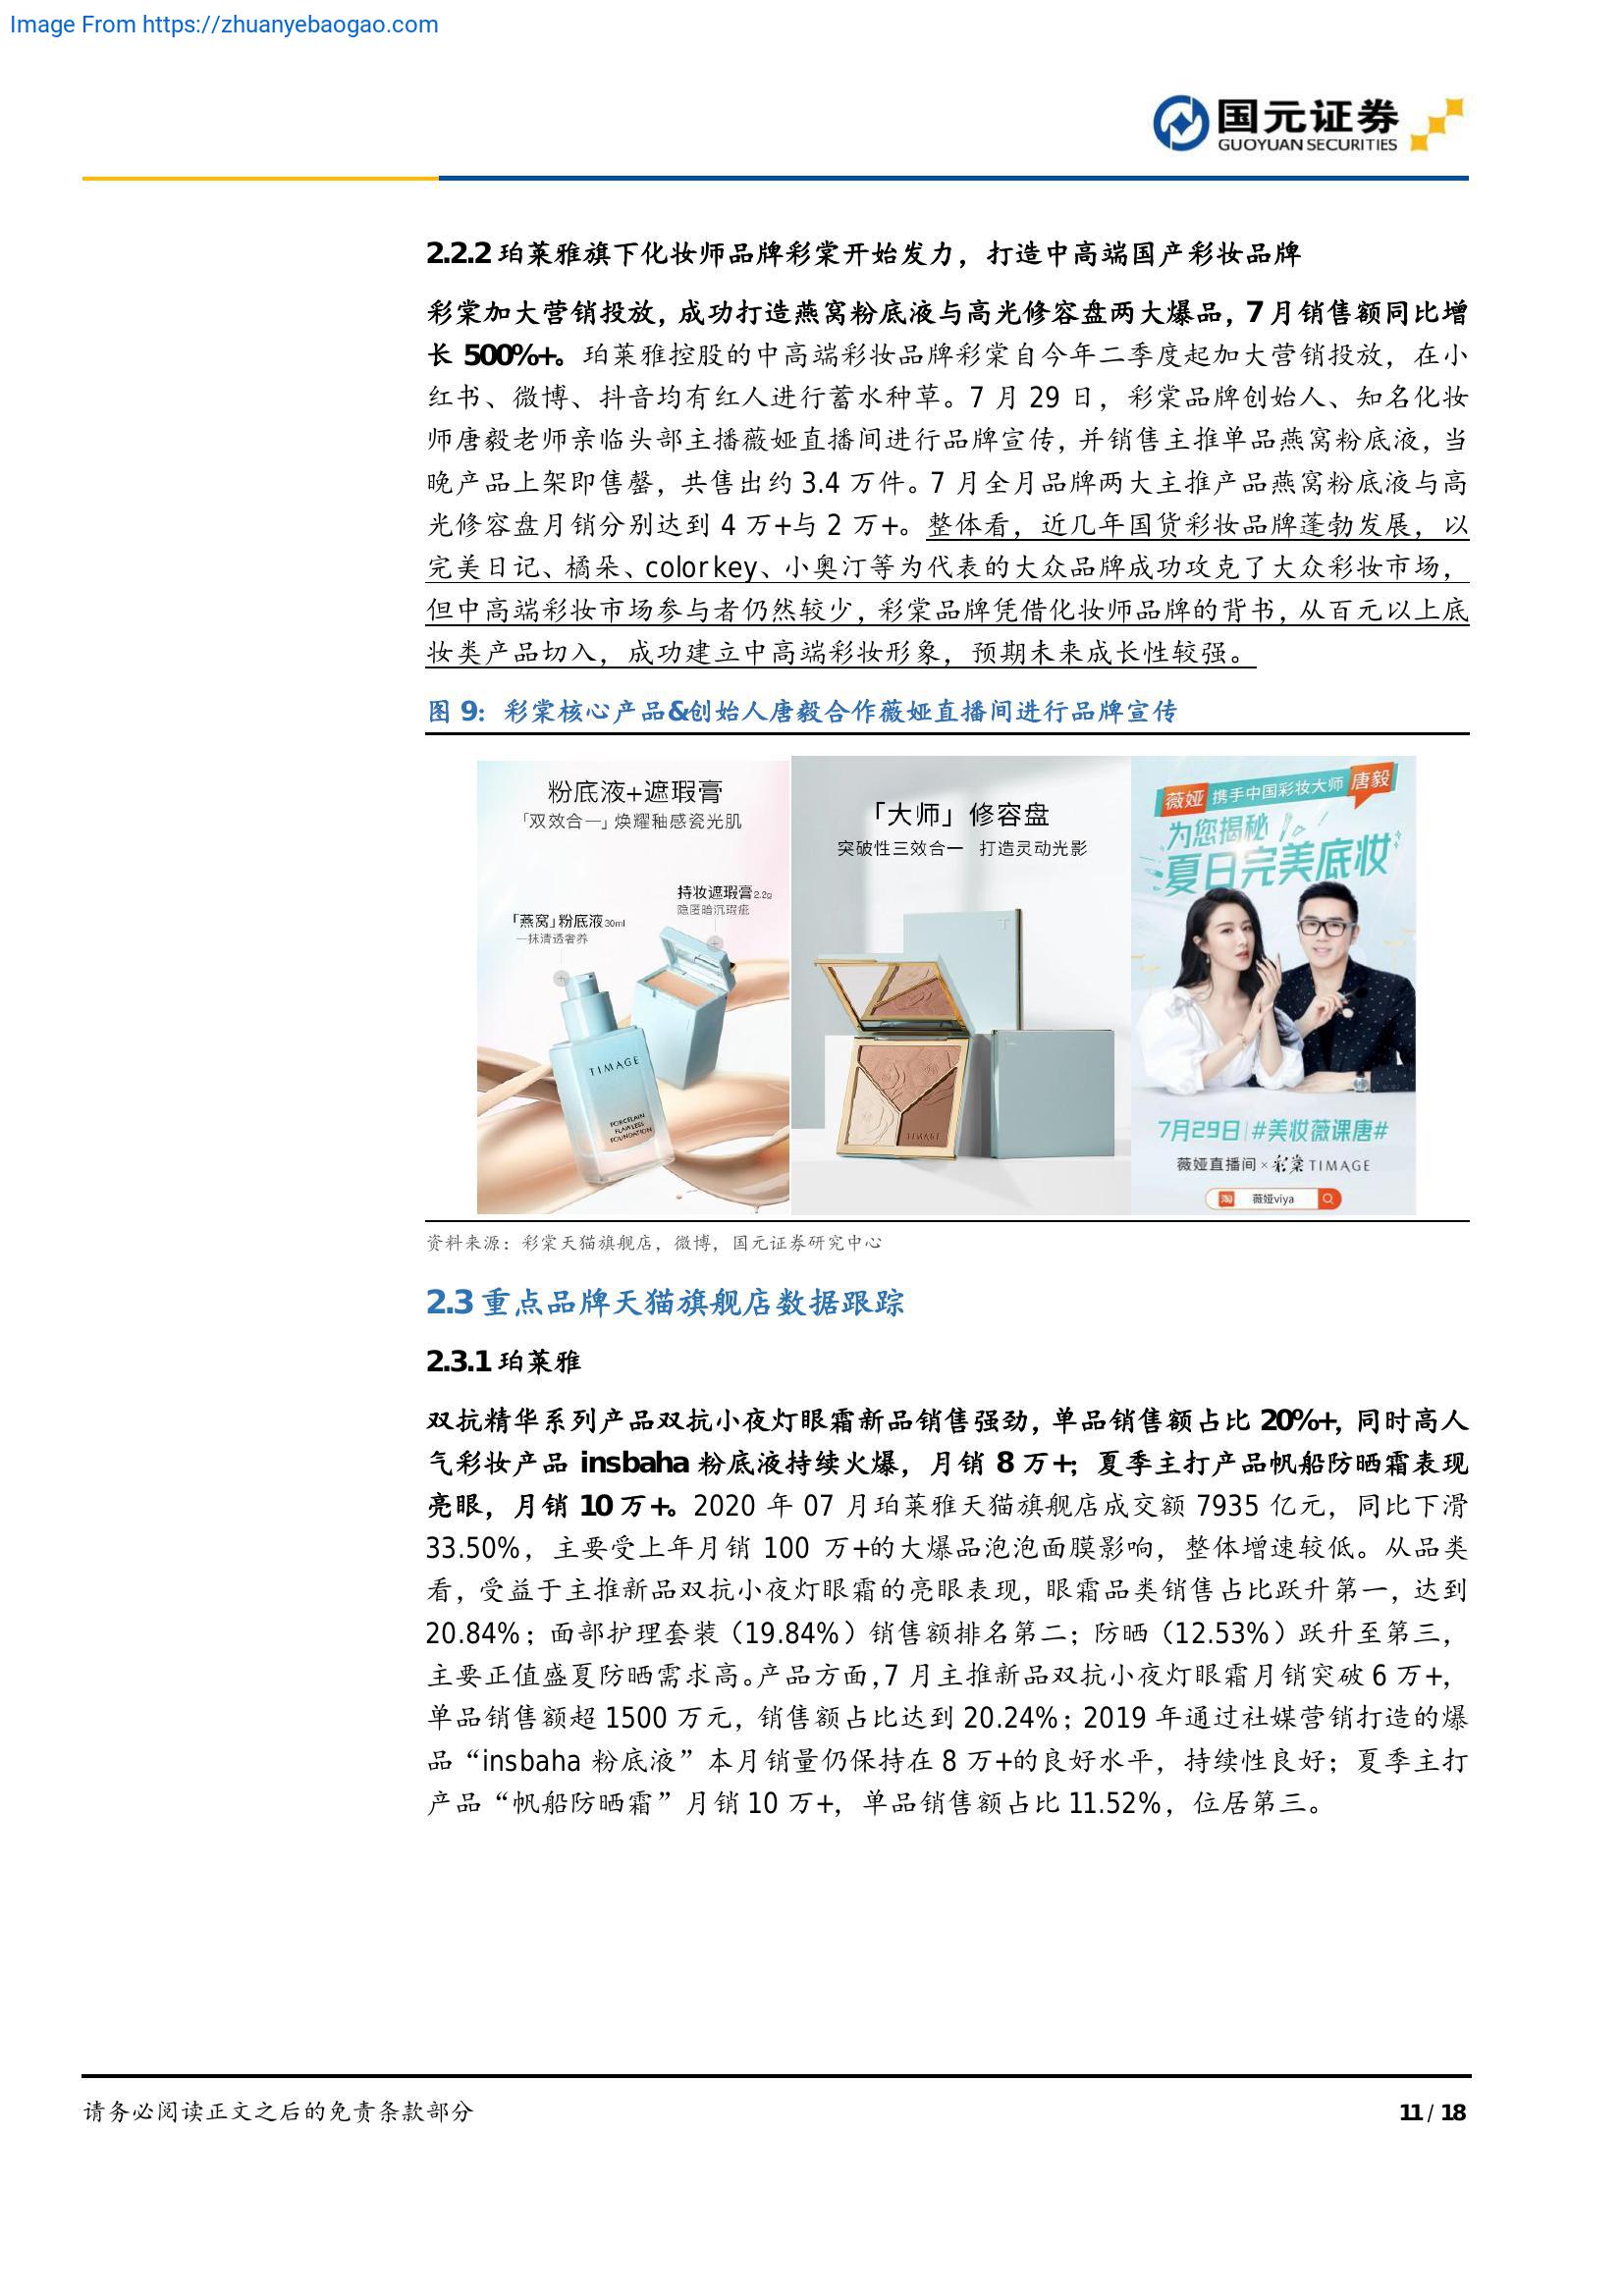 Image From https://zhuanyebaogao.com
国元证券
GUOYUAN SECURITIES
2.2.2 珀莱雅旗下化妆师品牌彩棠开始发力，打造中高端国产彩妆品牌
彩棠加大营销投放，成功打造燕窝粉底液与高光修容盘两大爆品，7 月销售额同比增
长 500%+。珀莱雅控股的中高端彩妆品牌彩棠自今年二季度起加大营销投放，在小
红书、微博、抖音均有红人进行蓄水种草。7 月 29 日，彩棠品牌创始人、知名化妆
师唐毅老师亲临头部主播薇娅直播间进行品牌宣传，并销售主推单品燕窝粉底液，当
晚产品上架即售罄，共售出约 3.4 万件。7 月全月品牌两大主推产品燕窝粉底液与高
光修容盘月销分别达到 4 万+与 2 万+。整体看，近几年国货彩妆品牌蓬勃发展，以
完美日记、橘朵、colorkey、小奥汀等为代表的大众品牌成功攻克了大众彩妆市场，
但中高端彩妆市场参与者仍然较少，彩棠品牌凭借化妆师品牌的背书，从百元以上底
妆类产品切入，成功建立中高端彩妆形象，预期未来成长性较强。
图 9：彩棠核心产品&创始人唐毅合作薇娅直播间进行品牌宣传
粉底液+遮瑕膏
「双效合一」焕耀釉感瓷光肌
持妆遮瑕膏2.2g
隐匿暗沉瑕疵
「燕窝」粉底液30ml
一抹清透奢养
TIMAGE
PORCELAIN
FLAWLESS
FOUNDATION
「大师」修容盘
突破性三效合一 打造灵动光影
TIMAGE
薇娅 携手中国彩妆大师 唐毅
为您揭秘
夏日完美底妆
7月29日|#美妆薇课唐#
薇娅直播间×彩棠 TIMAGE
淘 薇娅viya
资料来源：彩棠天猫旗舰店，微博，国元证券研究中心
2.3 重点品牌天猫旗舰店数据跟踪
2.3.1 珀莱雅
双抗精华系列产品双抗小夜灯眼霜新品销售强劲，单品销售额占比 20%+，同时高人
气彩妆产品 insbaha 粉底液持续火爆，月销 8 万+；夏季主打产品帆船防晒霜表现
亮眼，月销 10 万+。2020 年 07 月珀莱雅天猫旗舰店成交额 7935 亿元，同比下滑
33.50%，主要受上年月销 100 万+的大爆品泡泡面膜影响，整体增速较低。从品类
看，受益于主推新品双抗小夜灯眼霜的亮眼表现，眼霜品类销售占比跃升第一，达到
20.84%；面部护理套装（19.84%）销售额排名第二；防晒（12.53%）跃升至第三，
主要正值盛夏防晒需求高。产品方面，7 月主推新品双抗小夜灯眼霜月销突破 6 万+，
单品销售额超 1500 万元，销售额占比达到 20.24%；2019 年通过社媒营销打造的爆
品“insbaha 粉底液”本月销量仍保持在 8 万+的良好水平，持续性良好；夏季主打
产品“帆船防晒霜”月销 10 万+，单品销售额占比 11.52%，位居第三。
请务必阅读正文之后的免责条款部分
11 / 18